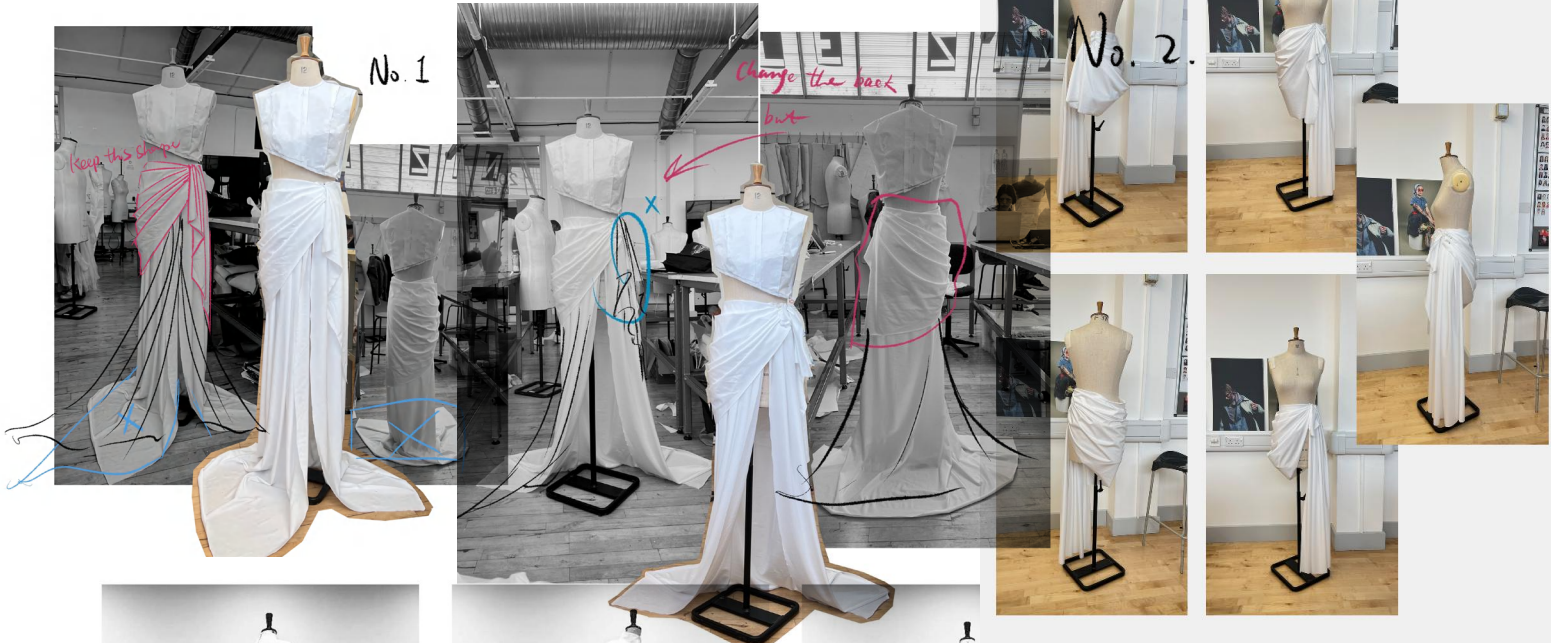 No. 1
Keep this shape
Change the back
but
No. 2.